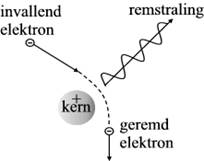 invallend
elektron
remstraling
+
kern
geremd
elektron